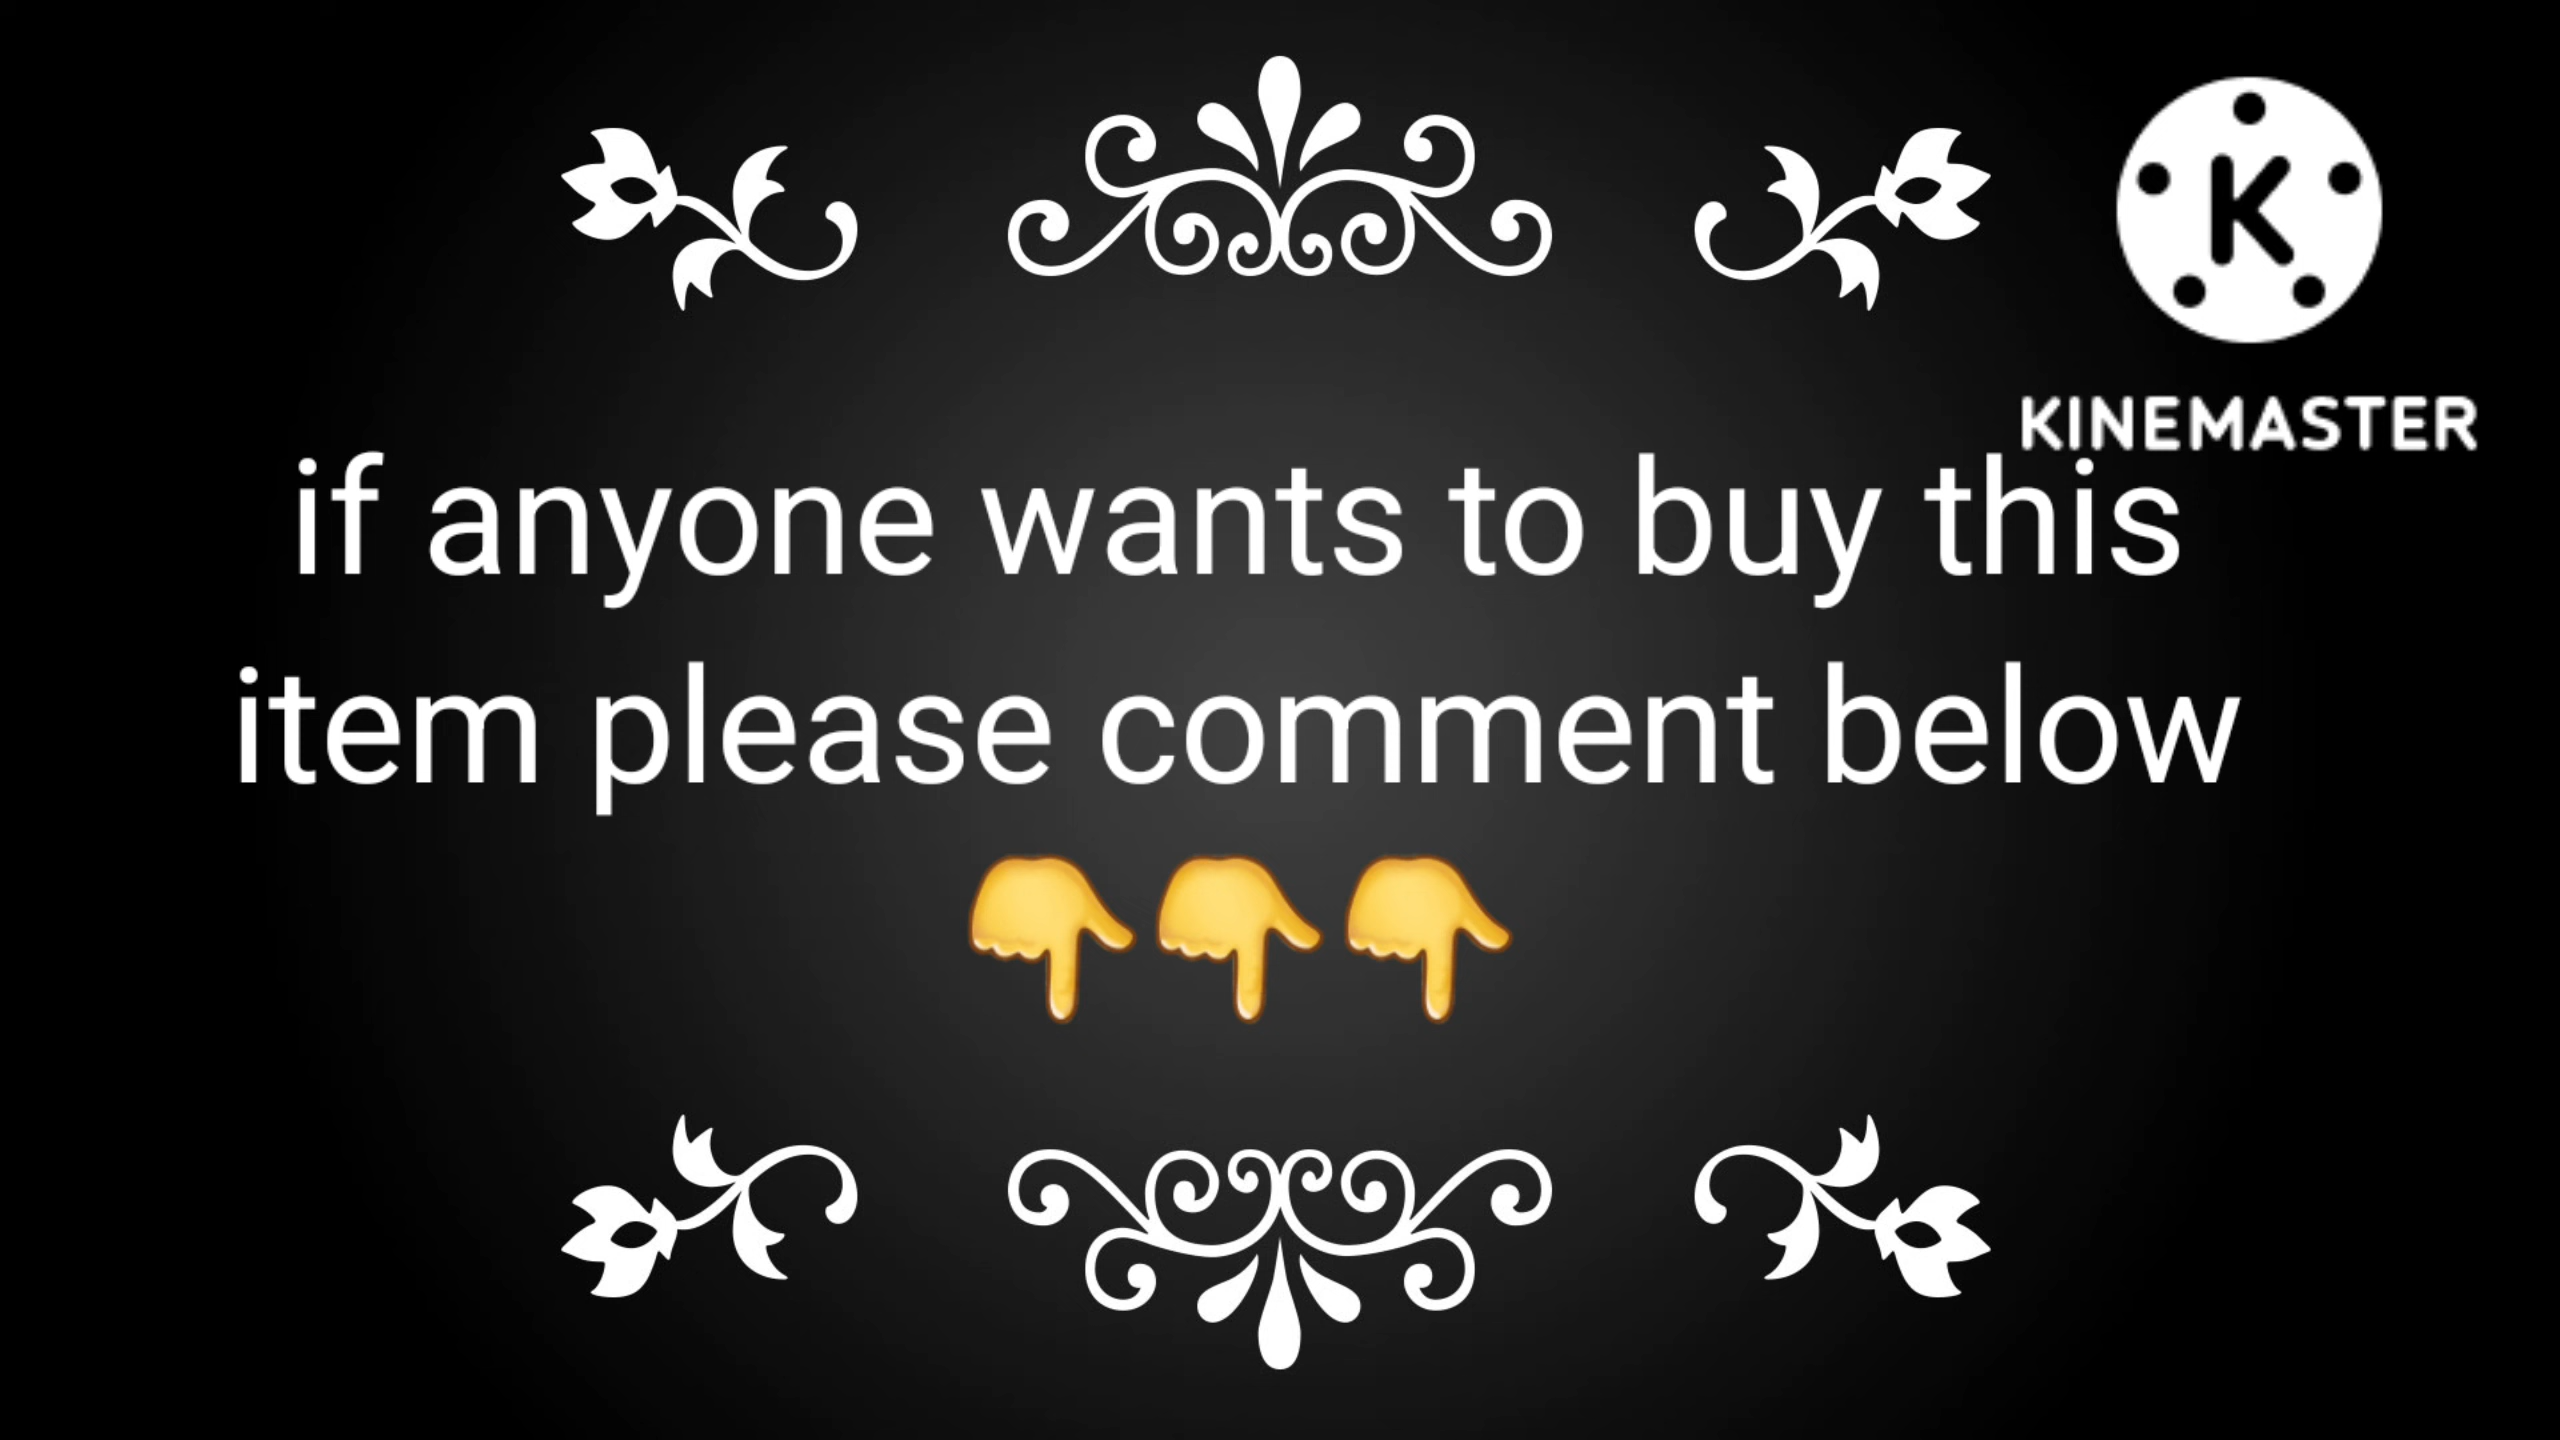 K
KINEMASTER
if anyone wants to buy this
item please comment below
👇👇👇